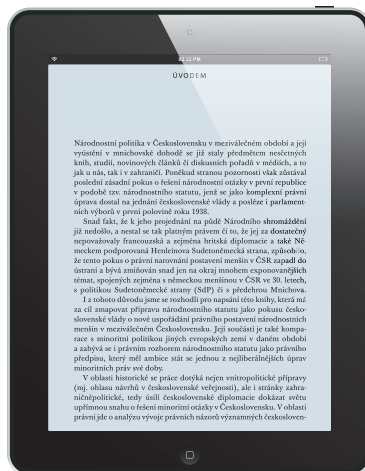 02:33 PM
ÚVODEM
Národnostní politika v Československu v meziválečném období a její
vyústění v mnichovské dohodě se již staly předmětem nesčetných
knih, studií, novinových článků či diskusních pořadů v médiích, a to
jak u nás, tak i v zahraničí. Poněkud stranou pozornosti však zůstával
poslední zásadní pokus o řešení národnostní otázky v první republice
v podobě tzv. národnostního statutu, jenž se jako komplexní právní
úprava dostal na jednání československé vlády a posléze i parlament-
ních výborů v první polovině roku 1938.
Snad fakt, že k jeho projednání na půdě Národního shromáždění
již nedošlo, a nestal se tak platným právem či to, že jej za dostatečný
nepovažovaly francouzská a zejména britská diplomacie a také Ně-
meckem podporovaná Henleinova Sudetoněmecká strana, způsobilo,
že tento pokus o právní narovnání postavení menšin v ČSR zapadl do
ústraní a bývá zmiňován snad jen na okraj mnohem exponovanějších
témat, spojených zejména s německou menšinou v ČSR ve 30. letech,
s politikou Sudetoněmecké strany (SdP) či s předehrou Mnichova.
I z tohoto důvodu jsme se rozhodli pro napsání této knihy, která má
za cíl zmapovat přípravu národnostního statutu jako pokusu česko-
slovenské vlády o nové uspořádání právního postavení národnostních
menšin v meziválečném Československu. Její součástí je také kompa-
race s minoritní politikou jiných evropských zemí v daném období
a zabývá se i právním rozborem národnostního statutu jako právního
předpisu, který měl ambice stát se jednou z nejliberálnějších úprav
minoritních práv své doby.
V oblasti historické se práce dotýká nejen vnitropolitické přípravy
(mj. ohlasu návrhů v československé veřejnosti), ale i stránky zahra-
ničněpolitické, tedy úsilí československé diplomacie dokázat světu
upřímnou snahu o řešení minoritní otázky v Československu. V oblasti
právní jde o analýzu vývoje právních názorů významných českosloven-